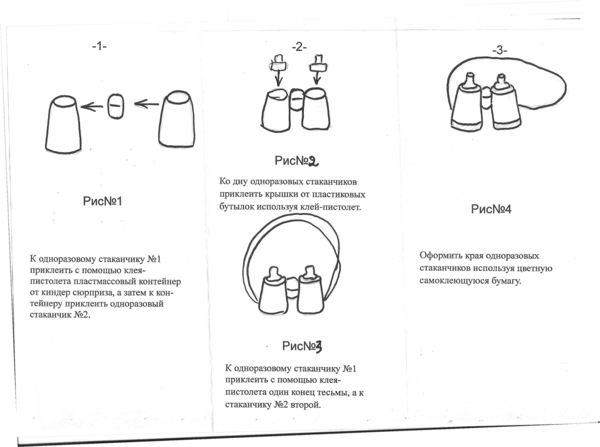 -1-
Рис№1
К одноразовому стаканчику №1
приклеить с помощью клея-
пистолета пластмассовый контейнер
от киндер сюрприза, а затем к кон-
тейнеру приклеить одноразовый
стаканчик №2.
-2-
Рис№2
Ко дну одноразовых стаканчиков
приклеить крышки от пластиковых
бутылок используя клей-пистолет.
Рис№3
К одноразовому стаканчику №1
приклеить с помощью клея-
пистолета один конец тесьмы, а к
стаканчику №2 второй.
-3-
Рис№4
Оформить края одноразовых
стаканчиков используя цветную
самоклеющуюся бумагу.